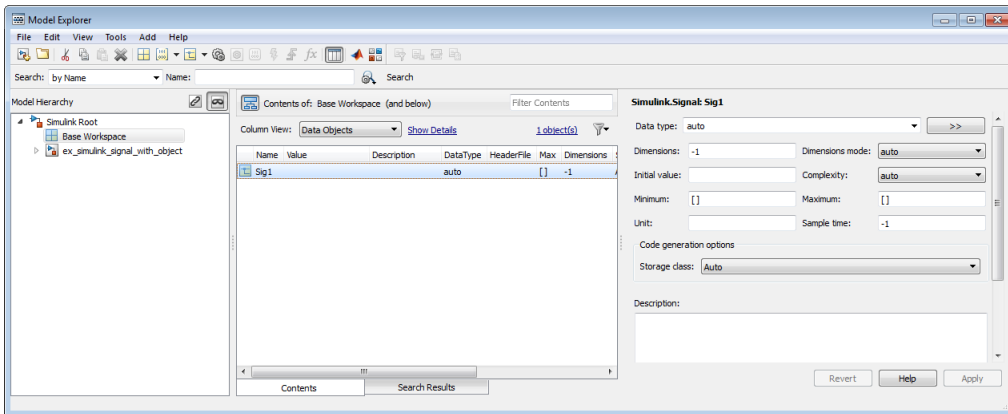 Model Explorer
File Edit View Tools Add Help
Search: by Name Name: Search
Model Hierarchy
Simulink Root
Base Workspace
ex_simulink_signal_with_object
Contents of: Base Workspace (and below) Filter Contents
Column View: Data Objects Show Details 1 object(s)
Name Value Description DataType HeaderFile Max Dimensions
Sig1 auto [] -1
Contents Search Results
Simulink.Signal: Sig1
Data type: auto >>
Dimensions: -1 Dimensions mode: auto
Initial value: Complexity: auto
Minimum: [] Maximum: []
Unit: Sample time: -1
Code generation options
Storage class: Auto
Description:
Revert Help Apply